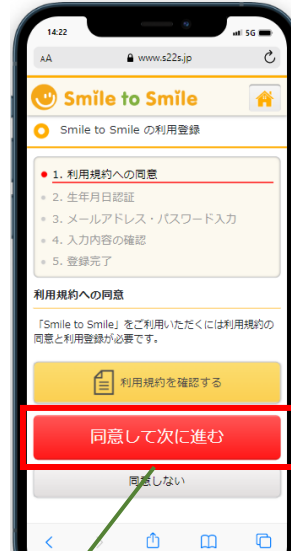 14:22
5G
AA
www.s22s.jp
Smile to Smile
Smile to Smile の利用登録
1. 利用規約への同意
2. 生年月日認証
3. メールアドレス・パスワード入力
4. 入力内容の確認
5. 登録完了
利用規約への同意
「Smile to Smile」をご利用いただくには利用規約の
同意と利用登録が必要です。
利用規約を確認する
同意して次に進む
同意しない